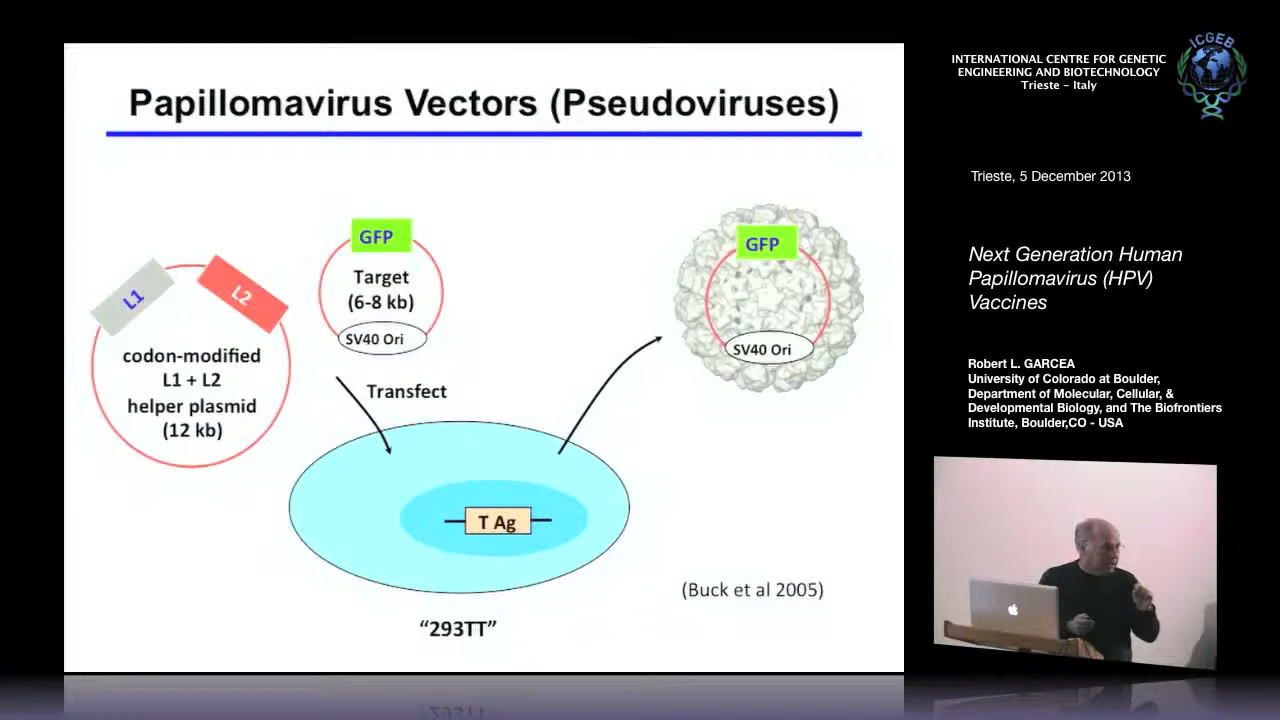 Papillomavirus Vectors (Pseudoviruses)
L1
L2
codon-modified
L1 + L2
helper plasmid
(12 kb)
GFP
Target
(6-8 kb)
SV40 Ori
Transfect
T Ag
"293TT"
GFP
SV40 Ori
(Buck et al 2005)
INTERNATIONAL CENTRE FOR GENETIC
ENGINEERING AND BIOTECHNOLOGY
Trieste - Italy
ICGEB
Trieste, 5 December 2013
Next Generation Human
Papillomavirus (HPV)
Vaccines
Robert L. GARCEA
University of Colorado at Boulder,
Department of Molecular, Cellular, &
Developmental Biology, and The Biofrontiers
Institute, Boulder,CO - USA